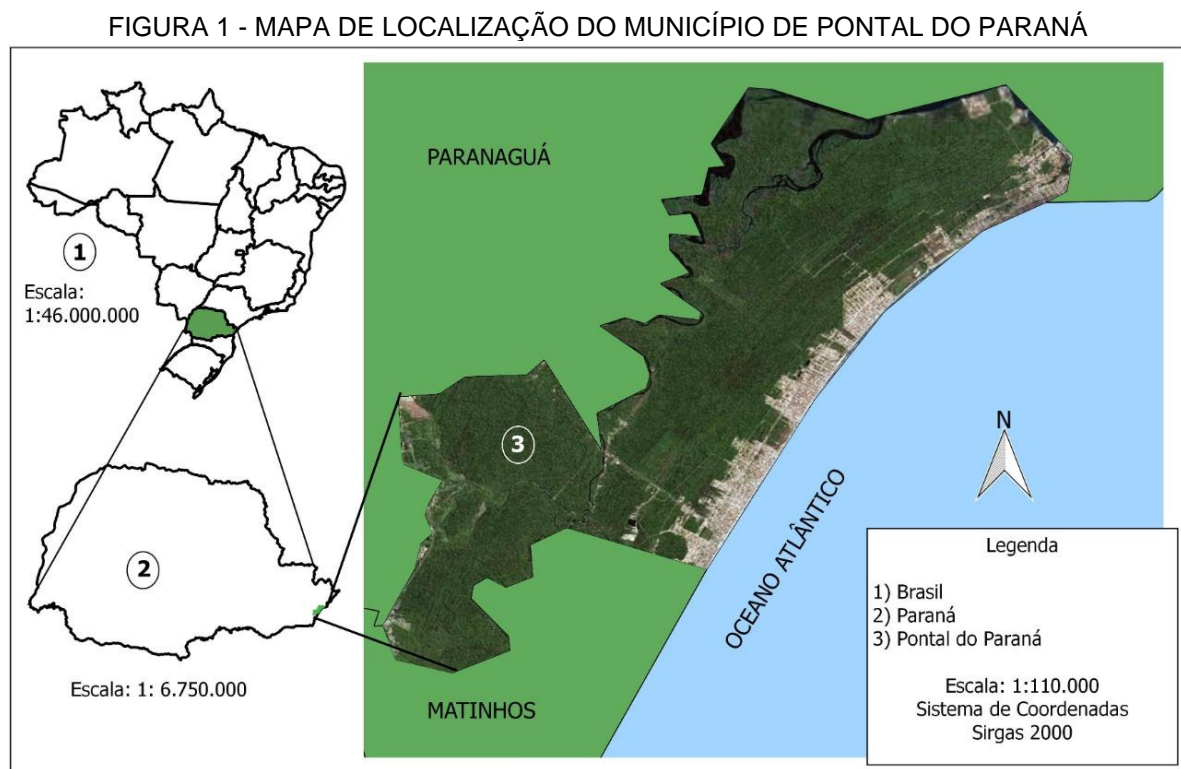 FIGURA 1 - MAPA DE LOCALIZAÇÃO DO MUNICÍPIO DE PONTAL DO PARANÁ
1
Escala:
1:46.000.000
2
Escala: 1: 6.750.000
PARANAGUÁ
3
MATINHOS
OCEANO ATLÂNTICO
N
Legenda
1) Brasil
2) Paraná
3) Pontal do Paraná
Escala: 1:110.000
Sistema de Coordenadas
Sirgas 2000